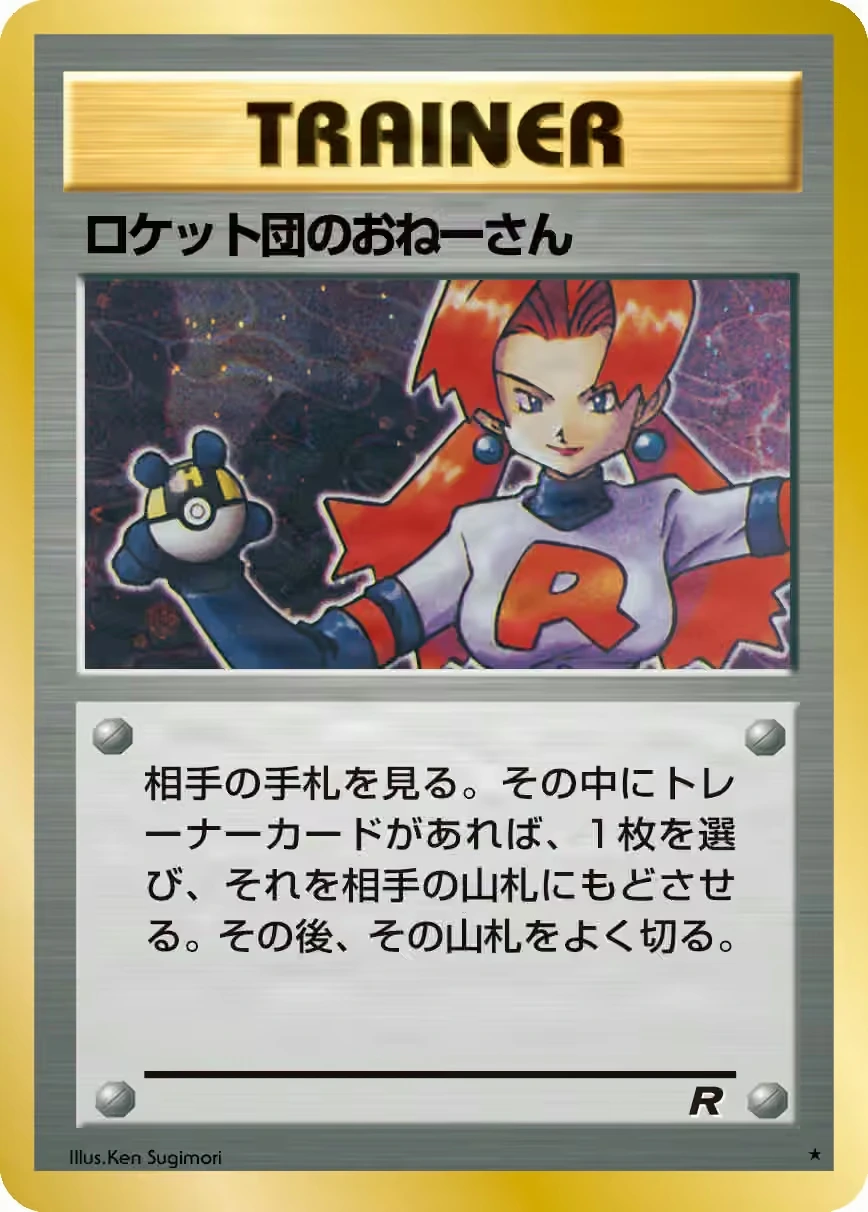 TRAINER
ロケット団のおねーさん
R
相手の手札を見る。その中にトレ
ーナーカードがあれば、１枚を選
び、それを相手の山札にもどさせ
る。その後、その山札をよく切る。
R
Illus.Ken Sugimori
★